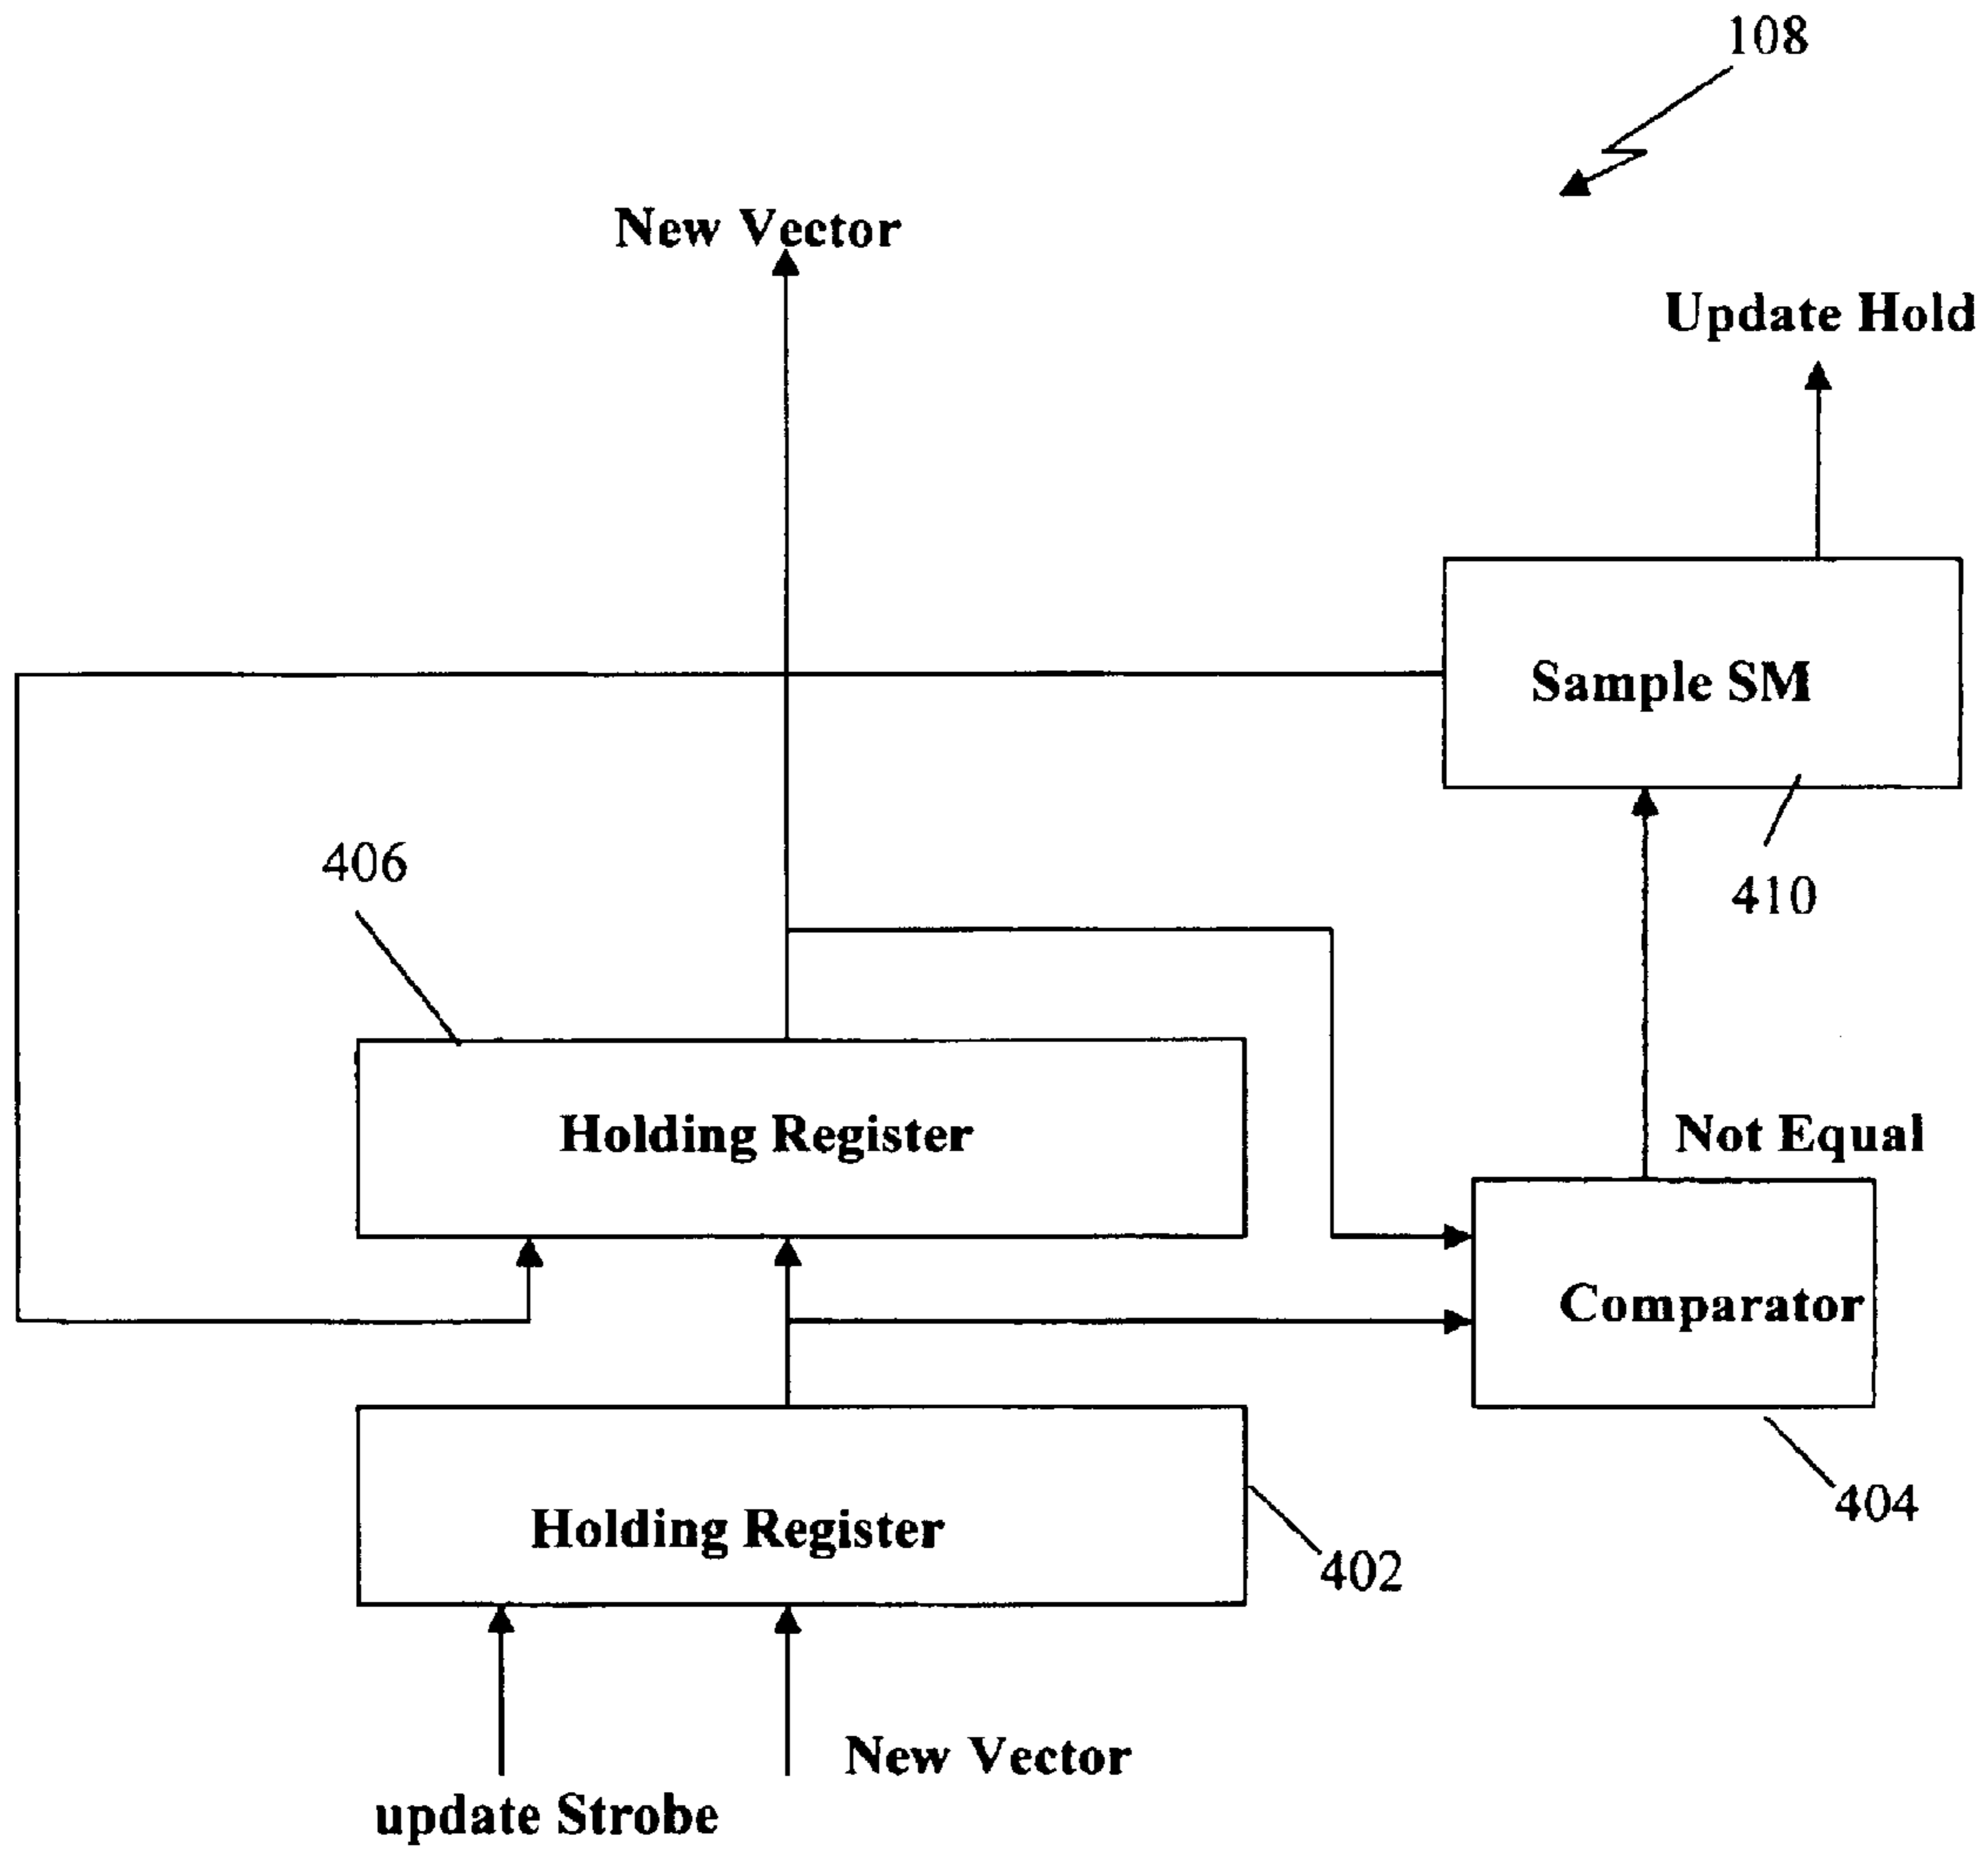 108
New Vector
Update Hold
Sample SM
406
410
Holding Register
Not Equal
Comparator
Holding Register
404
402
New Vector
update Strobe